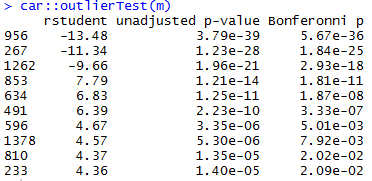 > car::outlierTest(m)
rstudent unadjusted p-value Bonferonni p
956 -13.48 3.79e-39 5.67e-36
267 -11.34 1.23e-28 1.84e-25
1262 -9.66 1.96e-21 2.93e-18
853 7.79 1.21e-14 1.81e-11
634 6.83 1.25e-11 1.87e-08
491 6.39 2.23e-10 3.33e-07
596 4.67 3.35e-06 5.01e-03
1378 4.57 5.30e-06 7.92e-03
810 4.37 1.35e-05 2.02e-02
233 4.36 1.40e-05 2.09e-02